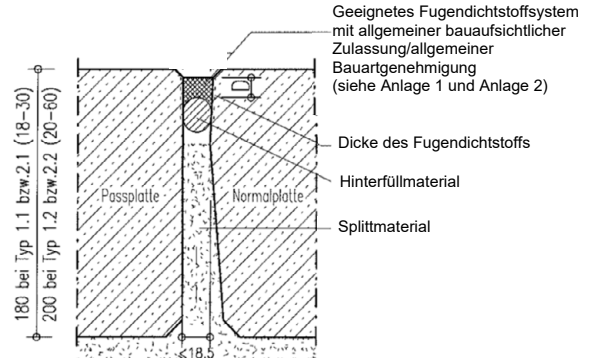 Geeignetes Fugendichtstoffsystem
mit allgemeiner bauaufsichtlicher
Zulassung/allgemeiner
Bauartgenehmigung
(siehe Anlage 1 und Anlage 2)
D
Dicke des Fugendichtstoffs
Hinterfüllmaterial
Passplatte
Normalplatte
Splittmaterial
180 bei Typ 1.1 bzw.2.1 (18-30)
200 bei Typ 1.2 bzw.2.2 (20-60)
<18.5